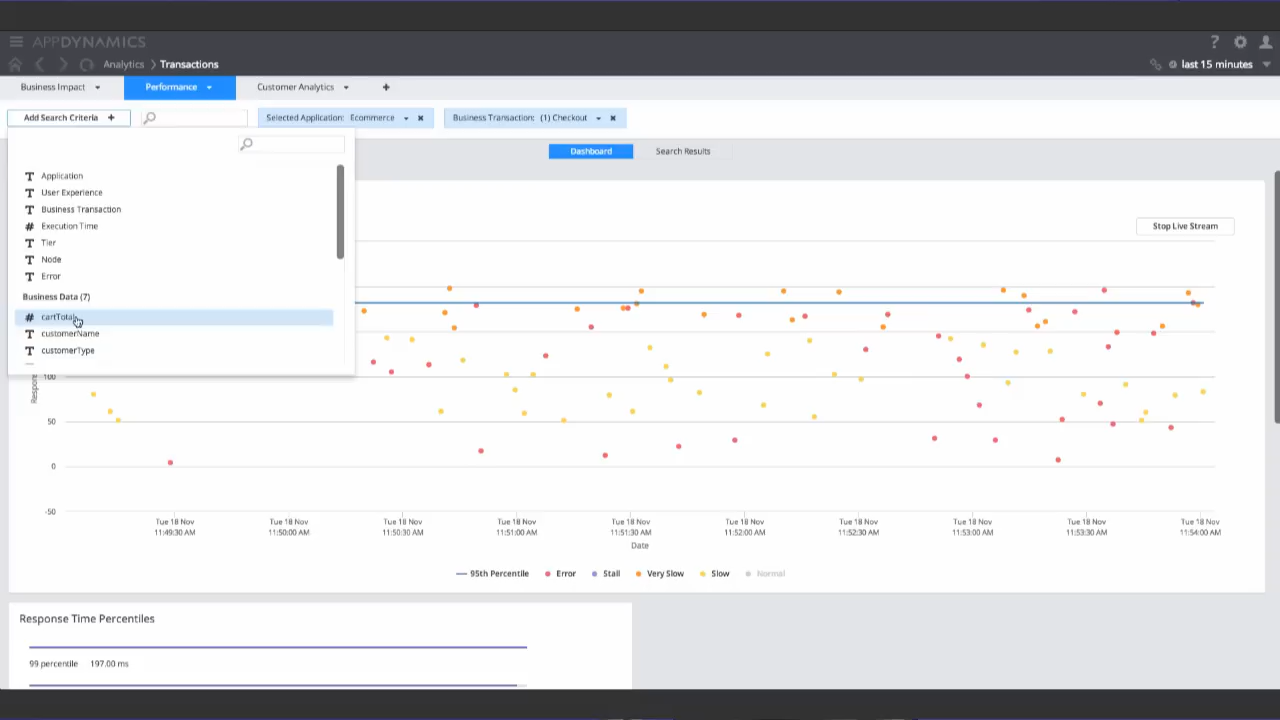 APPDYNAMICS
?
Analytics Transactions
last 15 minutes
Business Impact
Performance
Customer Analytics
+
Add Search Criteria +
Selected Application: Ecommerce
Business Transaction: (1) Checkout
Dashboard
Search Results
T Application
T User Experience
T Business Transaction
# Execution Time
T Tier
T Node
T Error
Business Data (7)
# cartTotal
T customerName
T customerType
Stop Live Stream
100
50
0
-50
Tue 18 Nov
11:49:30 AM
Tue 18 Nov
11:50:00 AM
Tue 18 Nov
11:50:30 AM
Tue 18 Nov
11:51:00 AM
Tue 18 Nov
11:51:30 AM
Tue 18 Nov
11:52:00 AM
Tue 18 Nov
11:52:30 AM
Tue 18 Nov
11:53:00 AM
Tue 18 Nov
11:53:30 AM
Tue 18 Nov
11:54:00 AM
Date
95th Percentile
Error
Stall
Very Slow
Slow
Normal
Response Time Percentiles
99 percentile 197.00 ms